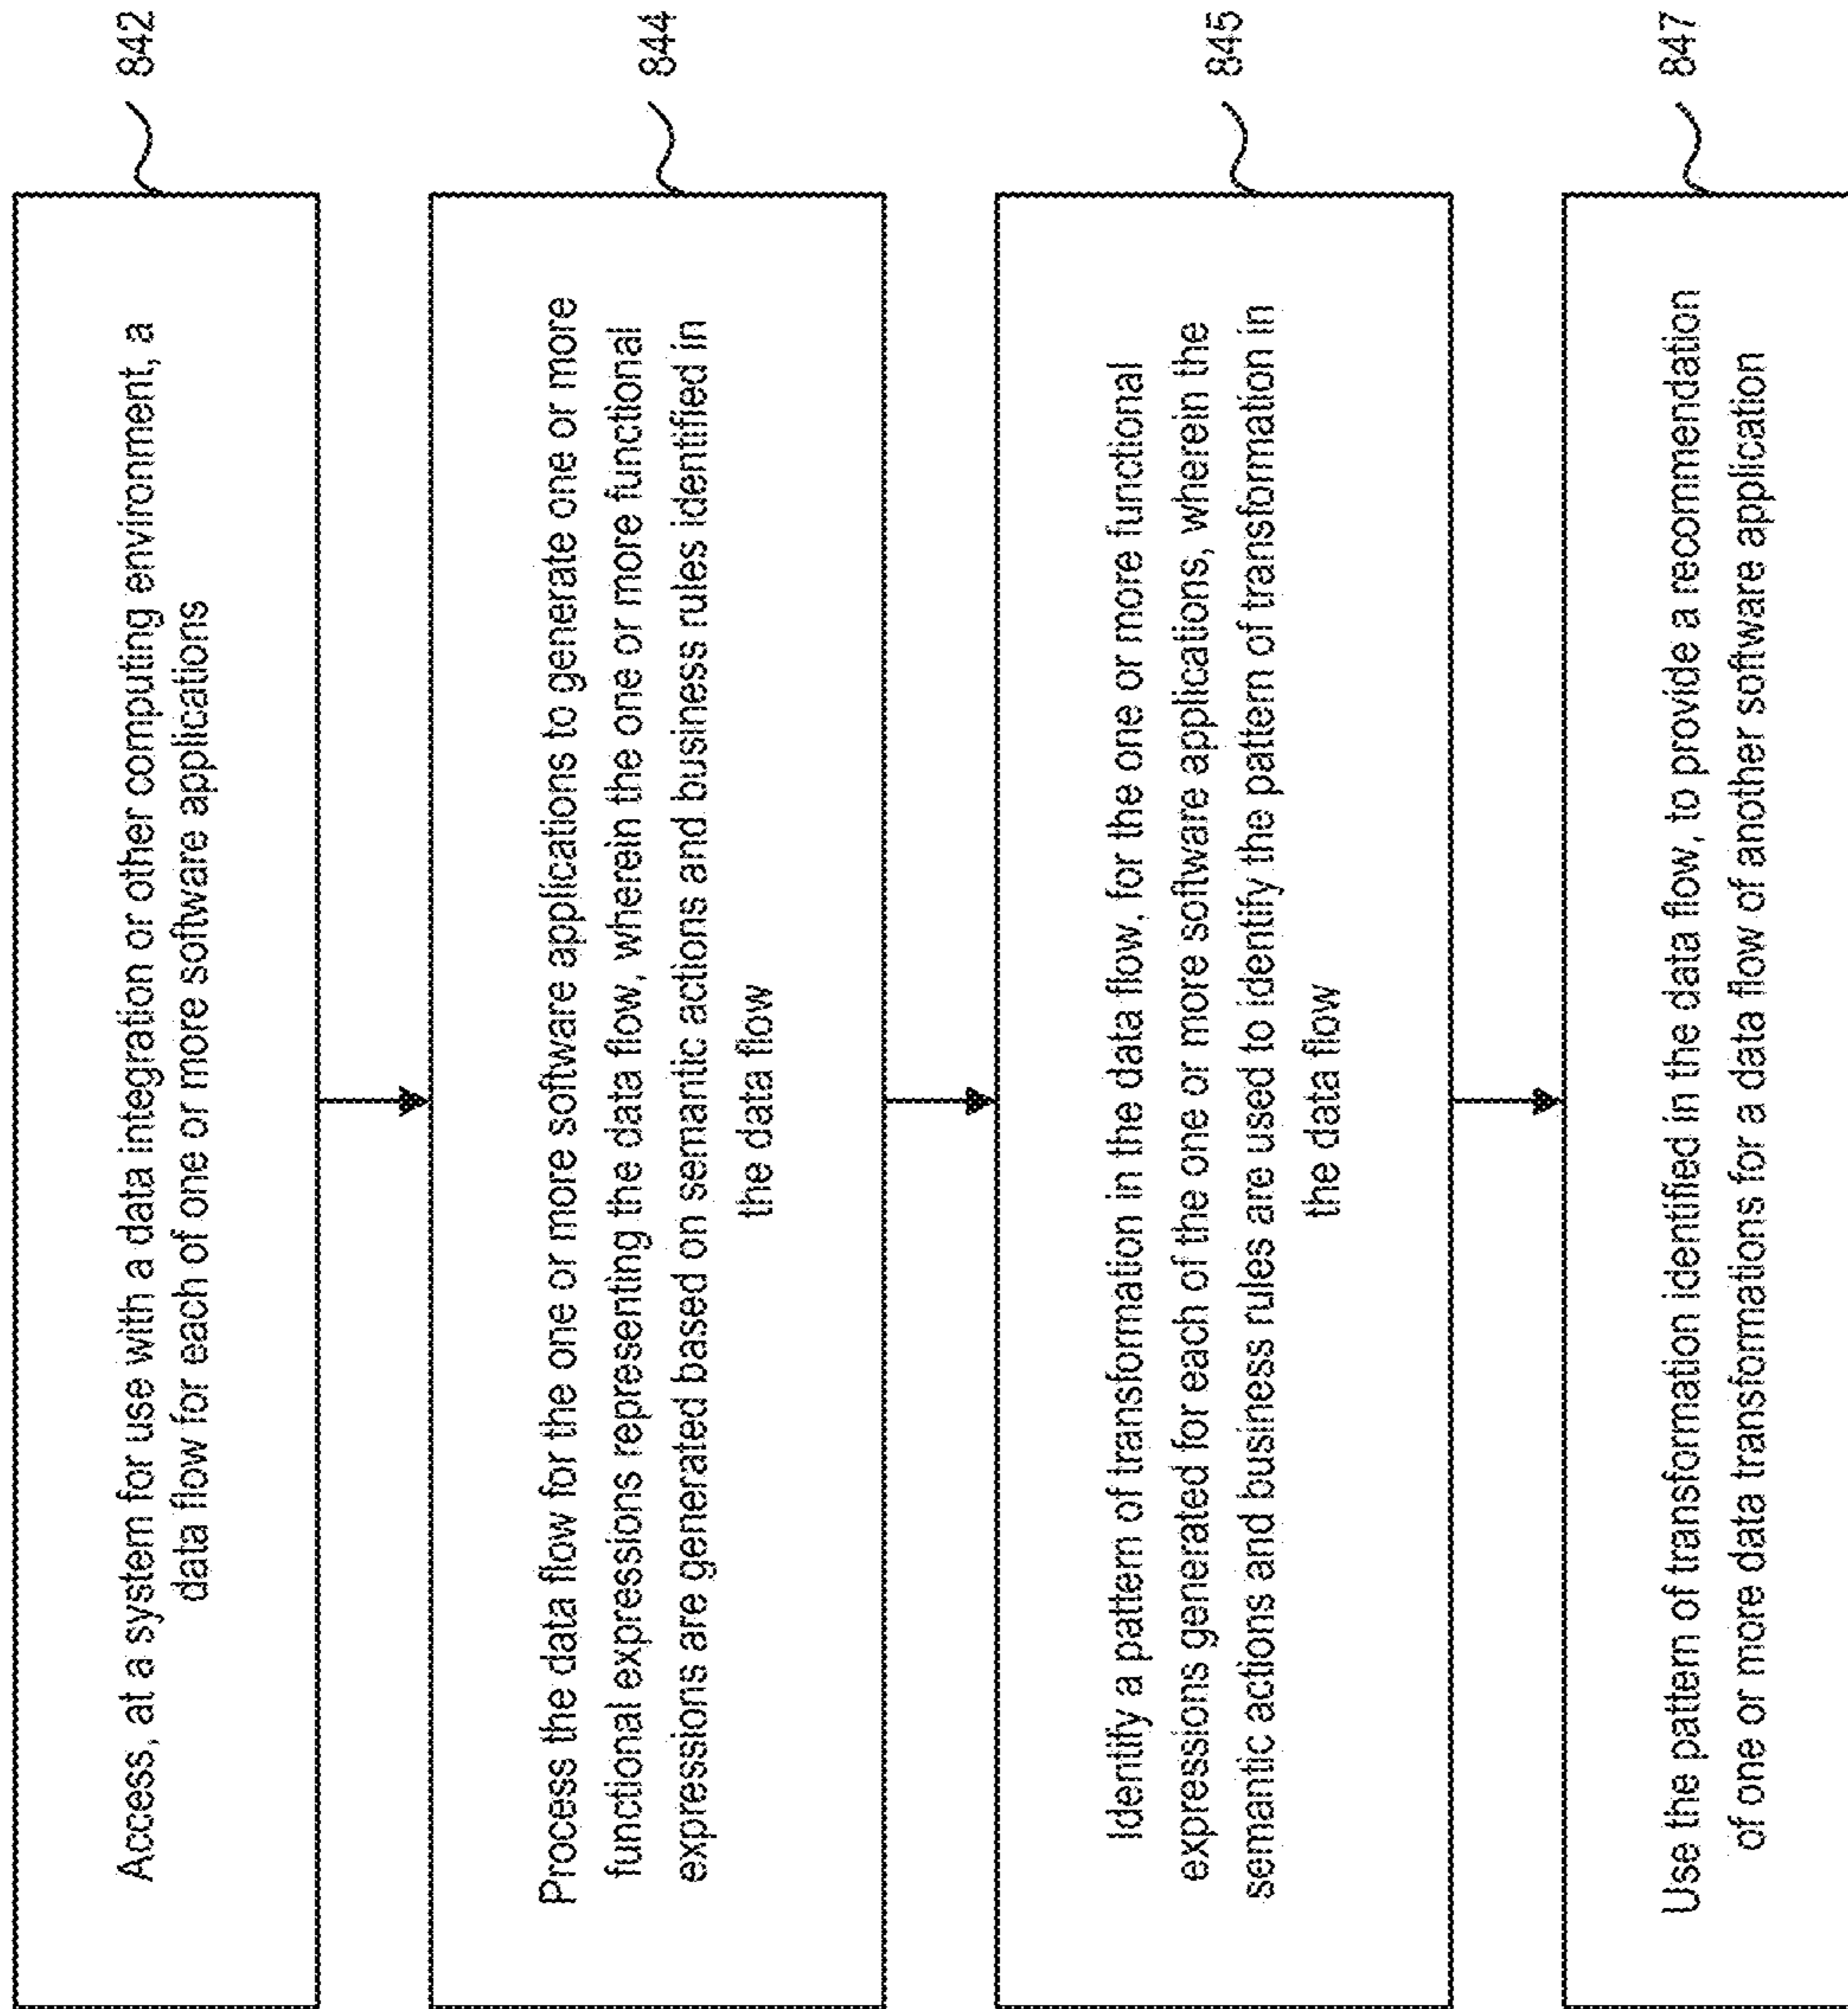 Access, at a system for use with a data integration or other computing environment, a
data flow for each of one or more software applications
842
Process the data flow for the one or more software applications to generate one or more
functional expressions representing the data flow, wherein the one or more functional
expressions are generated based on semantic actions and business rules identified in
the data flow
844
Identify a pattern of transformation in the data flow, for the one or more functional
expressions generated for each of the one or more software applications, wherein the
semantic actions and business rules are used to identify the pattern of transformation in
the data flow
845
Use the pattern of transformation identified in the data flow, to provide a recommendation
of one or more data transformations for a data flow of another software application
847